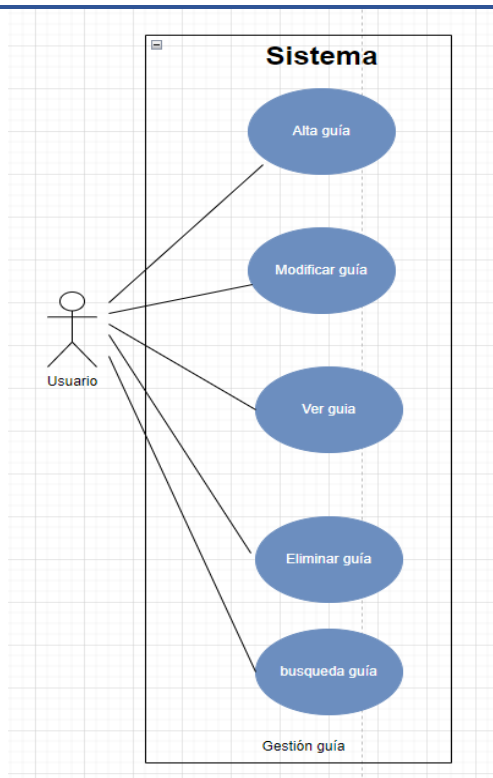 Sistema
Alta guía
Modificar guía
Usuario
Ver guia
Eliminar guía
busqueda guía
Gestión guía